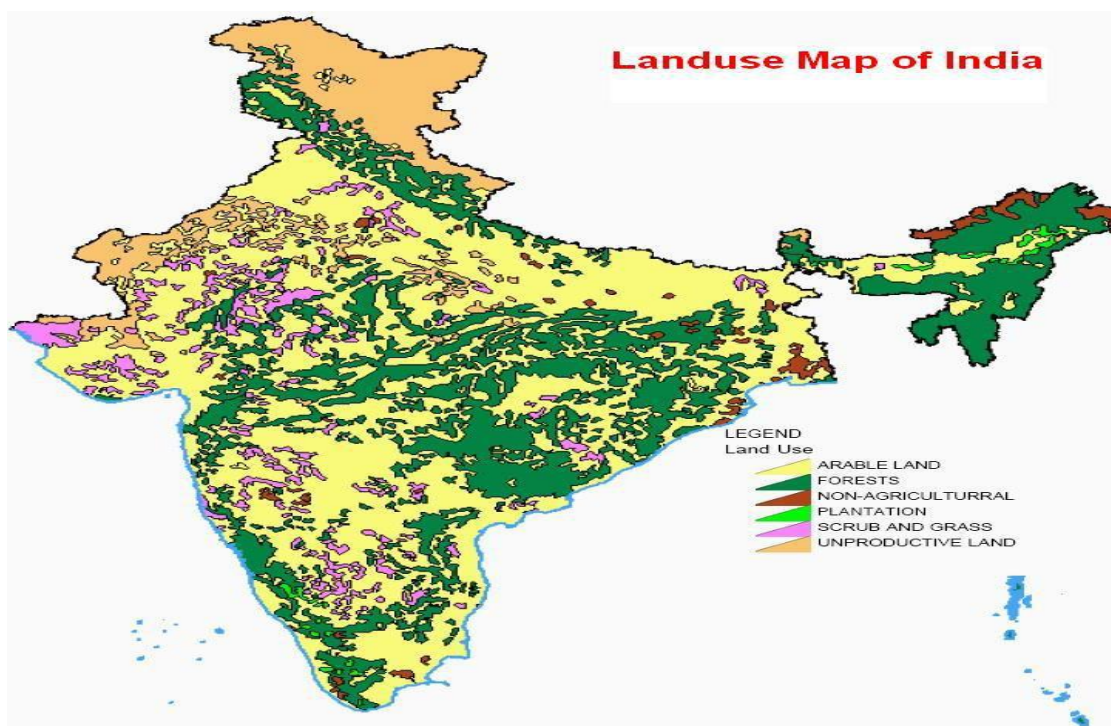 Landuse Map of India
LEGEND
Land Use
ARABLE LAND
FORESTS
NON-AGRICULTURRAL
PLANTATION
SCRUB AND GRASS
UNPRODUCTIVE LAND